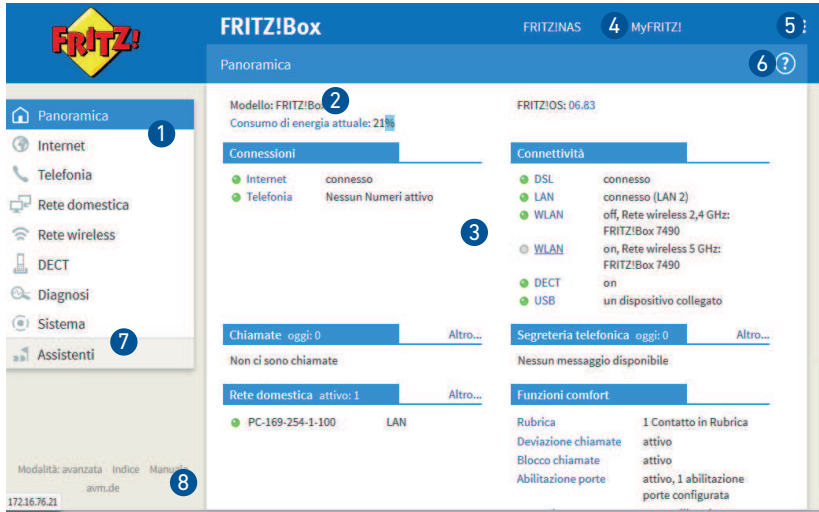 FRITZ!
FRITZ!Box
FRITZ!NAS
4
MyFRITZ!
5
Panoramica
6
?
Panoramica
1
Internet
Telefonia
Rete domestica
Rete wireless
DECT
Diagnosi
Sistema
7
Assistenti
Modalità: avanzata Indice Manuale
avm.de
8
172.16.76.21
Modello: FRITZ!Box
2
Consumo di energia attuale: 21%
FRITZ!OS: 06.83
Connessioni
Internet connesso
Telefonia Nessun Numeri attivo
3
Connettività
DSL connesso
LAN connesso (LAN 2)
WLAN off, Rete wireless 2,4 GHz:
FRITZ!Box 7490
WLAN on, Rete wireless 5 GHz:
FRITZ!Box 7490
DECT on
USB un dispositivo collegato
Chiamate oggi: 0 Altro...
Non ci sono chiamate
Segreteria telefonica oggi: 0 Altro...
Nessun messaggio disponibile
Rete domestica attivo: 1 Altro...
PC-169-254-1-100 LAN
Funzioni comfort
Rubrica 1 Contatto in Rubrica
Deviazione chiamate attivo
Blocco chiamate attivo
Abilitazione porte attivo, 1 abilitazione
porte configurata